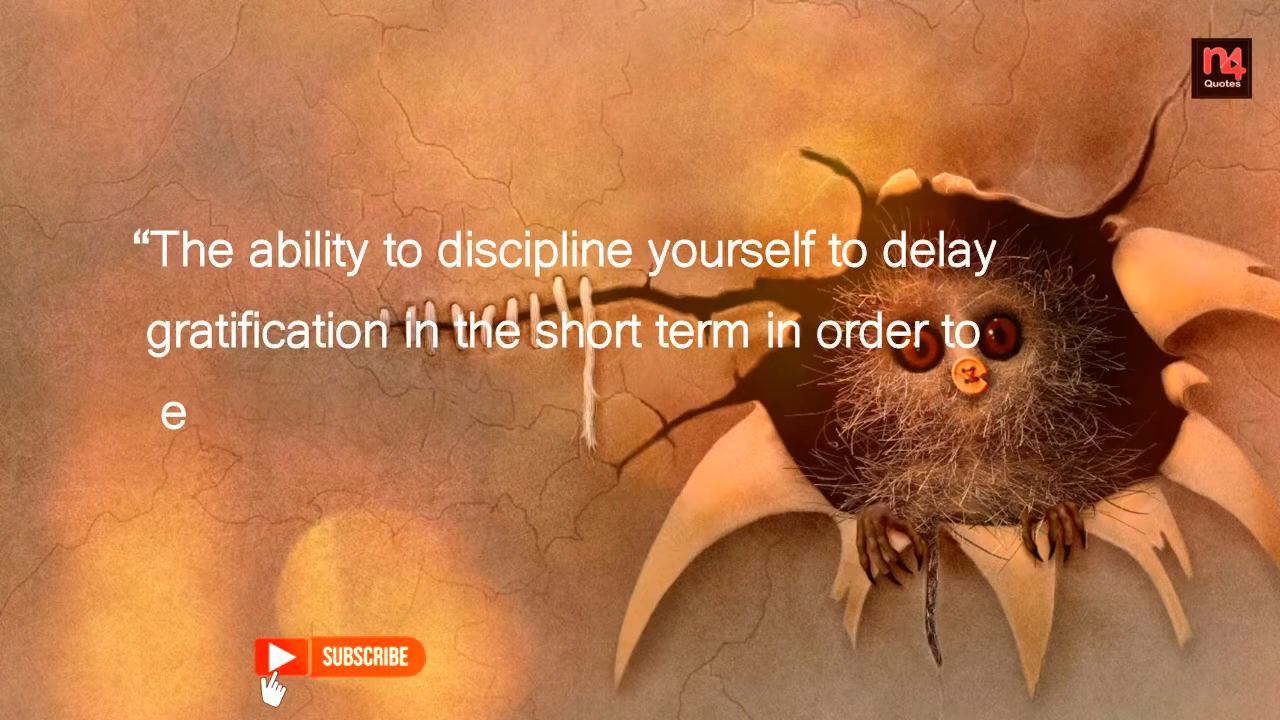 n4
Quotes
“The ability to discipline yourself to delay
gratification in the short term in order to
e
SUBSCRIBE